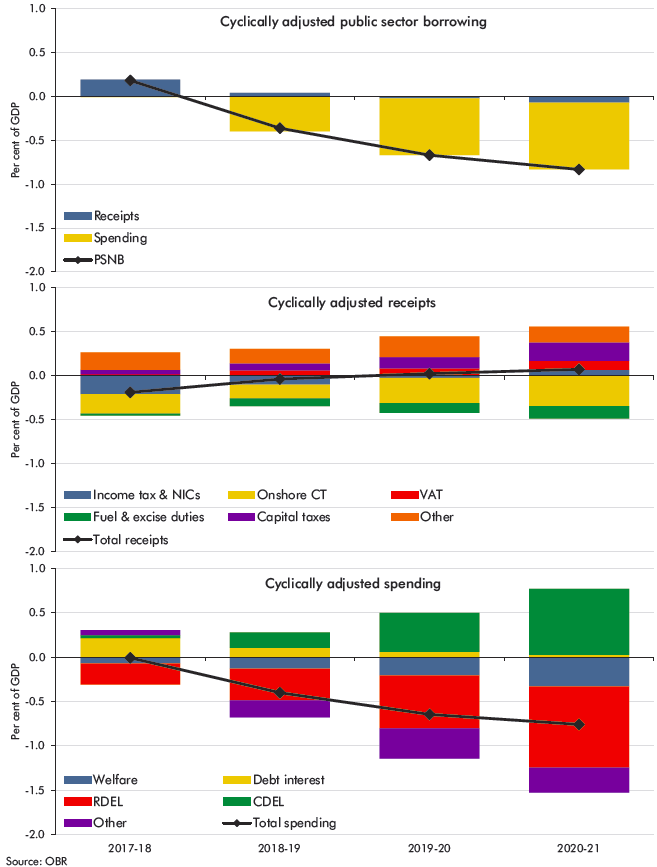 Cyclically adjusted public sector borrowing
1.0
0.5
0.0
-0.5
-1.0
-1.5
-2.0
Per cent of GDP
Receipts
Spending
PSNB
Cyclically adjusted receipts
1.0
0.5
0.0
-0.5
-1.0
-1.5
-2.0
Per cent of GDP
Income tax & NICs Onshore CT VAT
Fuel & excise duties Capital taxes Other
Total receipts
Cyclically adjusted spending
1.0
0.5
0.0
-0.5
-1.0
-1.5
-2.0
Per cent of GDP
Welfare Debt interest
RDEL CDEL
Other Total spending
2017-18 2018-19 2019-20 2020-21
Source: OBR